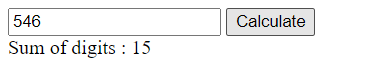 546 Calculate
Sum of digits : 15